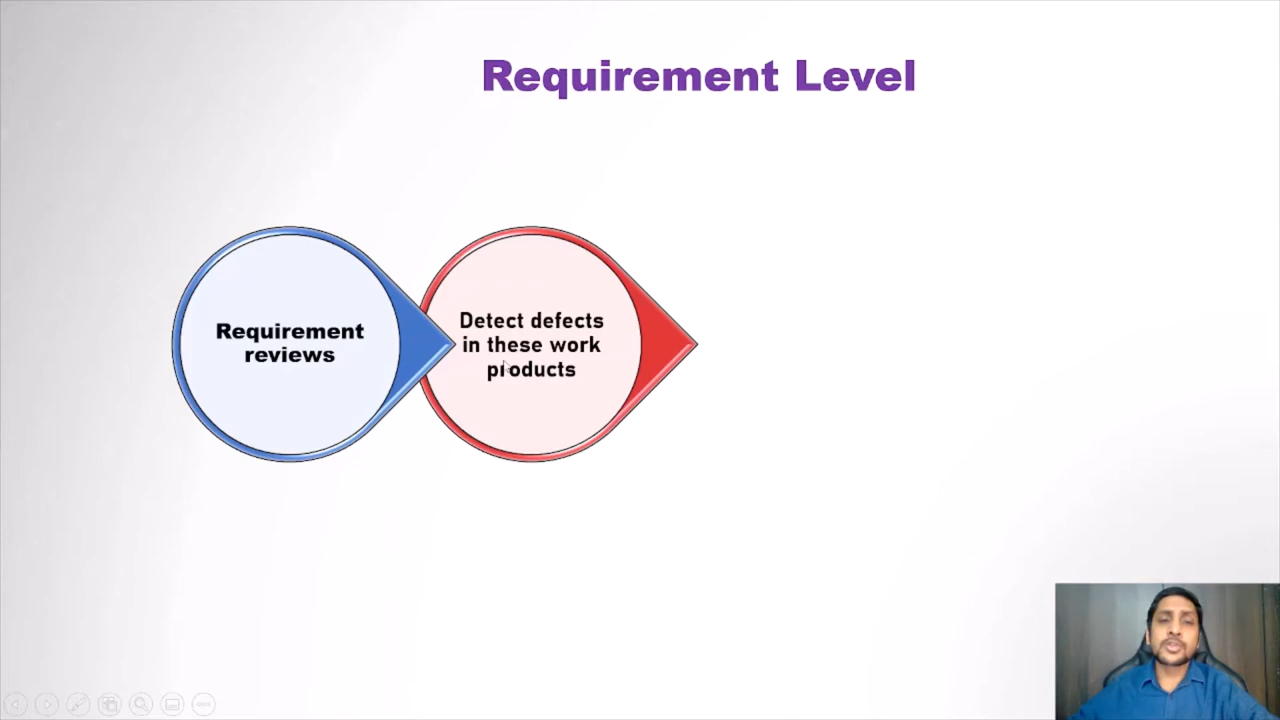 Requirement Level
Requirement
reviews
Detect defects
in these work
products